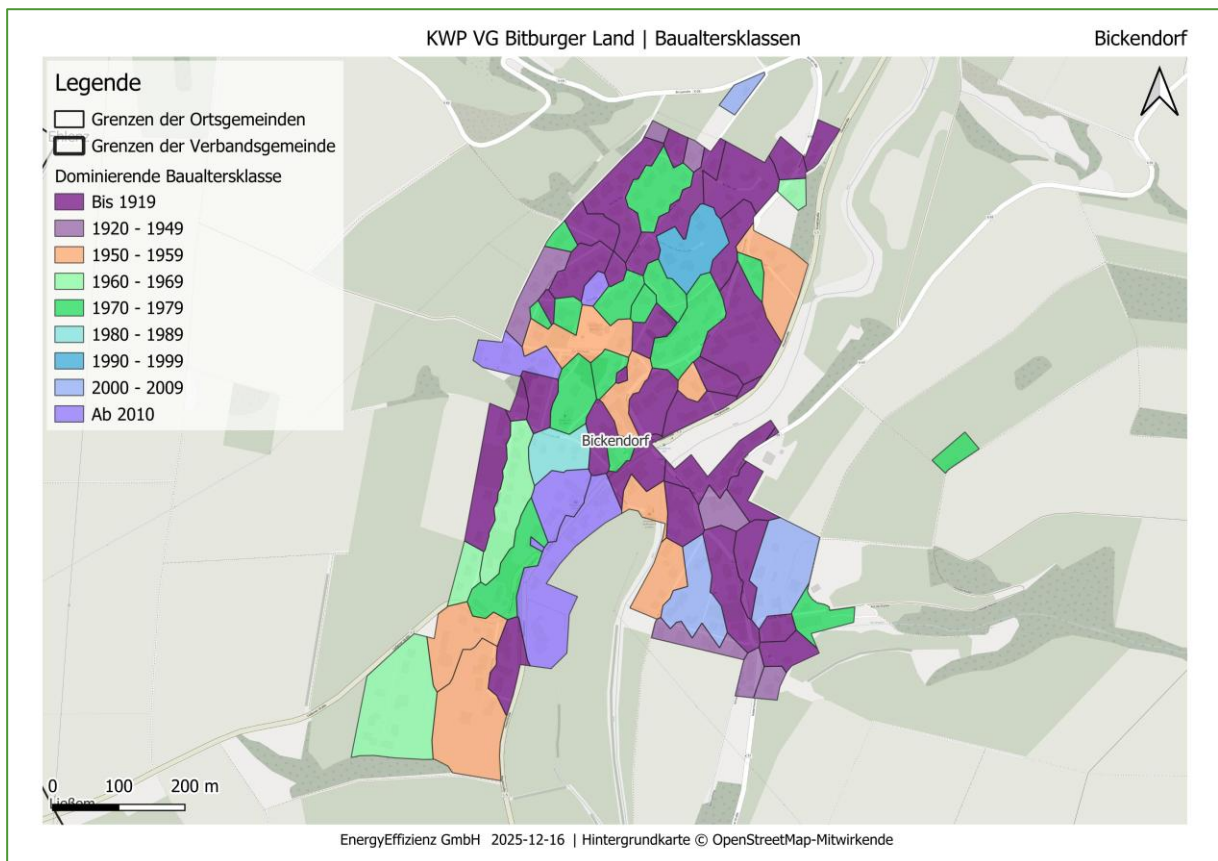 KWP VG Bitburger Land | Baualtersklassen
Bickendorf
Legende
Grenzen der Ortsgemeinden
Grenzen der Verbandsgemeinde
Dominierende Baualtersklasse
Bis 1919
1920 - 1949
1950 - 1959
1960 - 1969
1970 - 1979
1980 - 1989
1990 - 1999
2000 - 2009
Ab 2010
Bickendorf
0 100 200 m
Ließem
EnergyEffizienz GmbH 2025-12-16 | Hintergrundkarte © OpenStreetMap-Mitwirkende